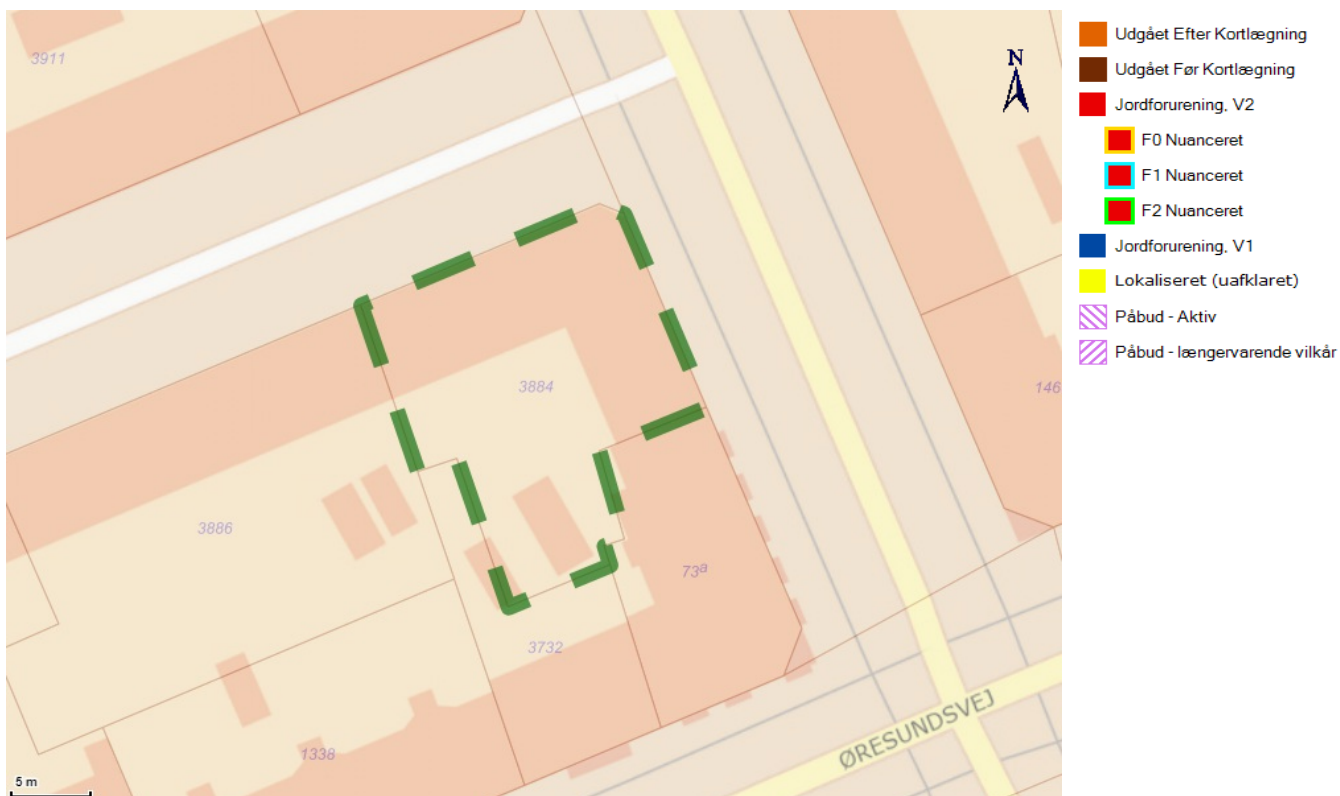 3911
N
3884
146
3886
73a
3732
1338
ØRESUNDSVEJ
5 m
Udgået Efter Kortlægning
Udgået Før Kortlægning
Jordforurening, V2
F0 Nuanceret
F1 Nuanceret
F2 Nuanceret
Jordforurening, V1
Lokaliseret (uafklaret)
Påbud - Aktiv
Påbud - længervarende vilkår